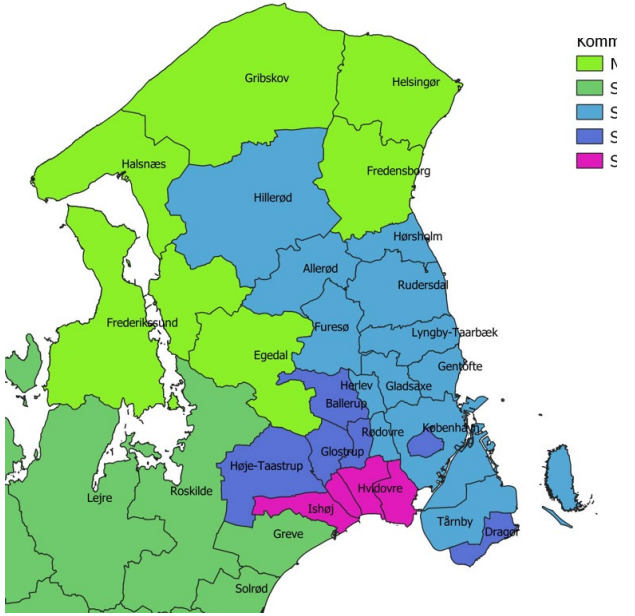 Komm
N
Gribskov
Helsingør
S
S
S
Halsnæs
Fredensborg
S
Hillerød
Hørsholm
Allerød
Rudersdal
Frederikssund
Furesø
Lyngby-Taarbæk
Egedal
Gentofte
Herlev
Gladsaxe
Ballerup
Rødovre
København
Glostrup
Høje-Taastrup
Roskilde
Hvidovre
Lejre
Ishøj
Tårnby
Greve
Dragør
Solrød